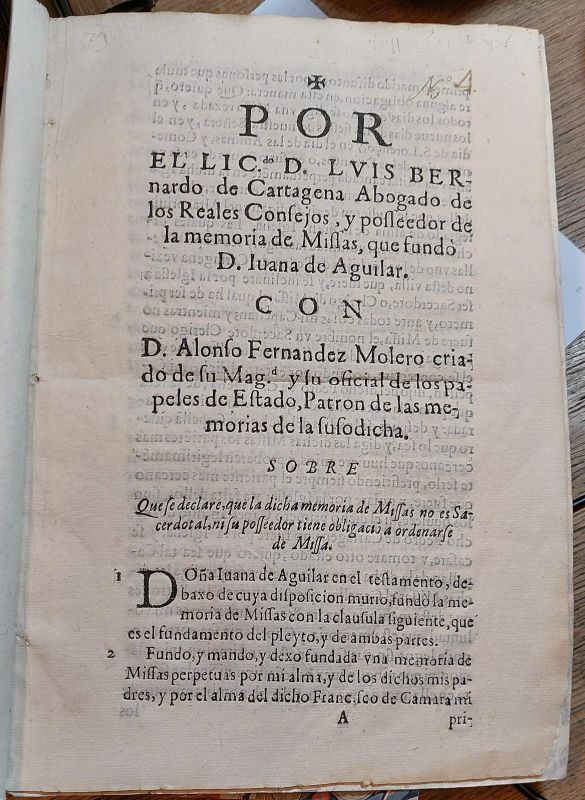 ✠
POR
EL LIC.do D. LVIS BER-
nardo de Cartagena Abogado de
los Reales Consejos, y posseedor de
la memoria de Missas, que fundò
D. Iuana de Aguilar.
CON
D. Alonso Fernandez Molero cria-
do de su Mag.d y su oficial de los pa-
peles de Estado, Patron de las me-
morias de la susodicha.
SOBRE
Que se declare, que la dicha memoria de Missas no es Sa-
cerdotal, ni su posseedor tiene obligaciõ a ordenarse
de Missa.
1 DOña Iuana de Aguilar en el testamento, de-
baxo de cuya disposicion murio, fundò la me-
moria de Missas con la clausula siguiente, que
es el fundamento del pleyto, y de ambas partes.
2 Fundo, y mando, y dexo fundada vna memoria de
Missas perpetuas por mi alma, y de los dichos mis pa-
dres, y por el alma del dicho Francisco de Camara mi
A pri-